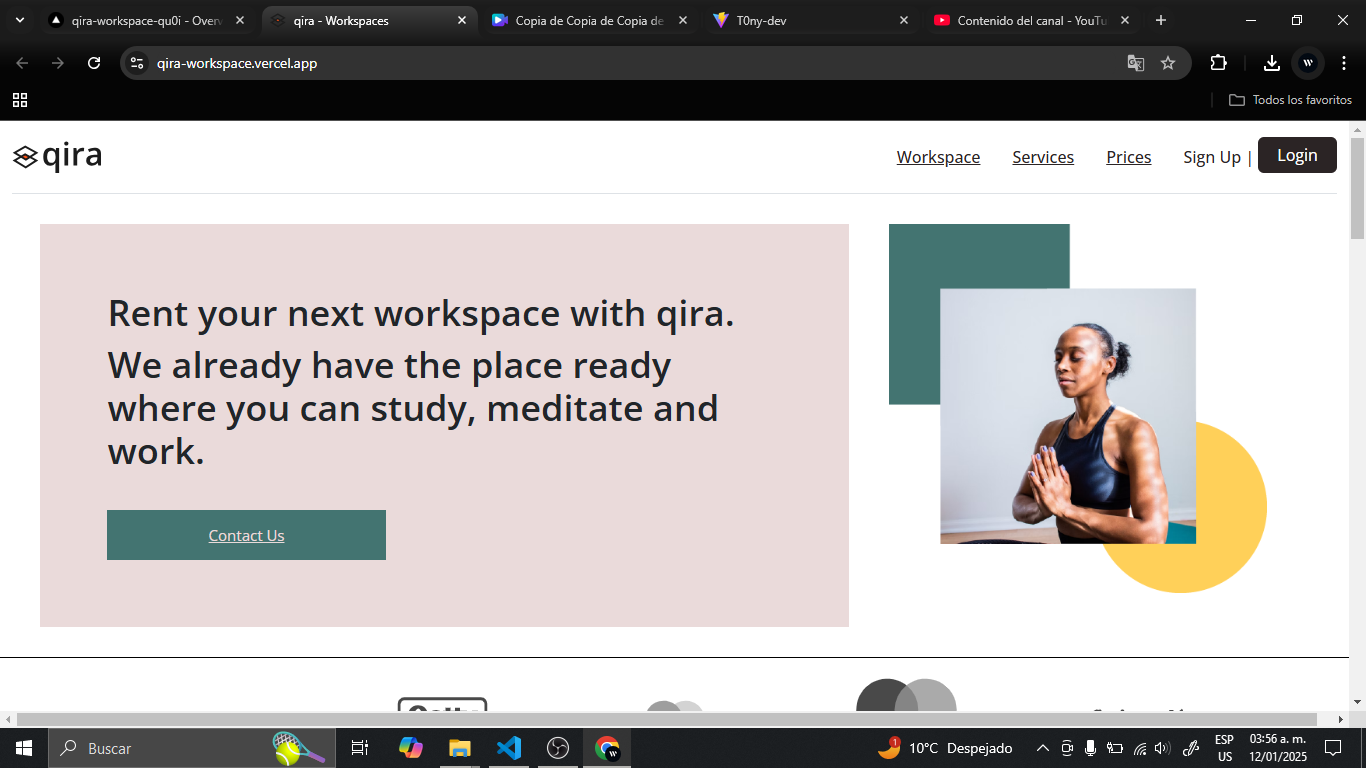 qira-workspace-qu0i - Overv
qira - Workspaces
Copia de Copia de Copia de
T0ny-dev
Contenido del canal - YouTu
qira-workspace.vercel.app
Todos los favoritos
qira
Workspace
Services
Prices
Sign Up |
Login
Rent your next workspace with qira.
We already have the place ready
where you can study, meditate and
work.
Contact Us
Buscar
1
10°C Despejado
ESP
US
03:56 a. m.
12/01/2025